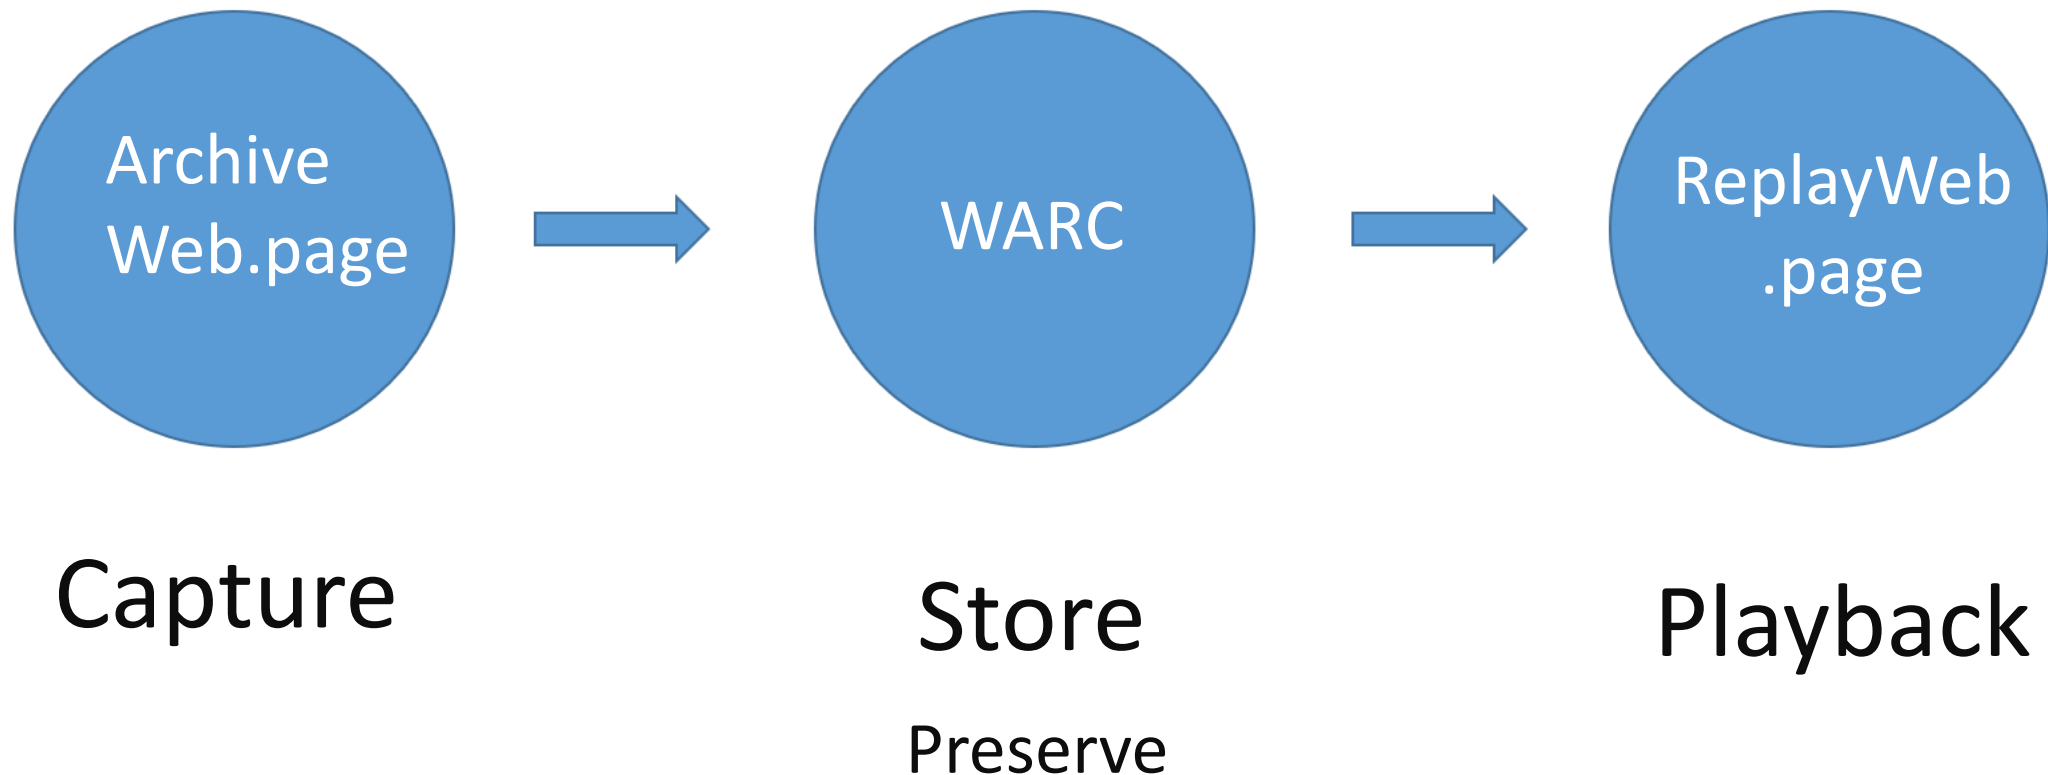 Archive
Web.page
WARC
ReplayWeb
.page
Capture
Store
Playback
Preserve